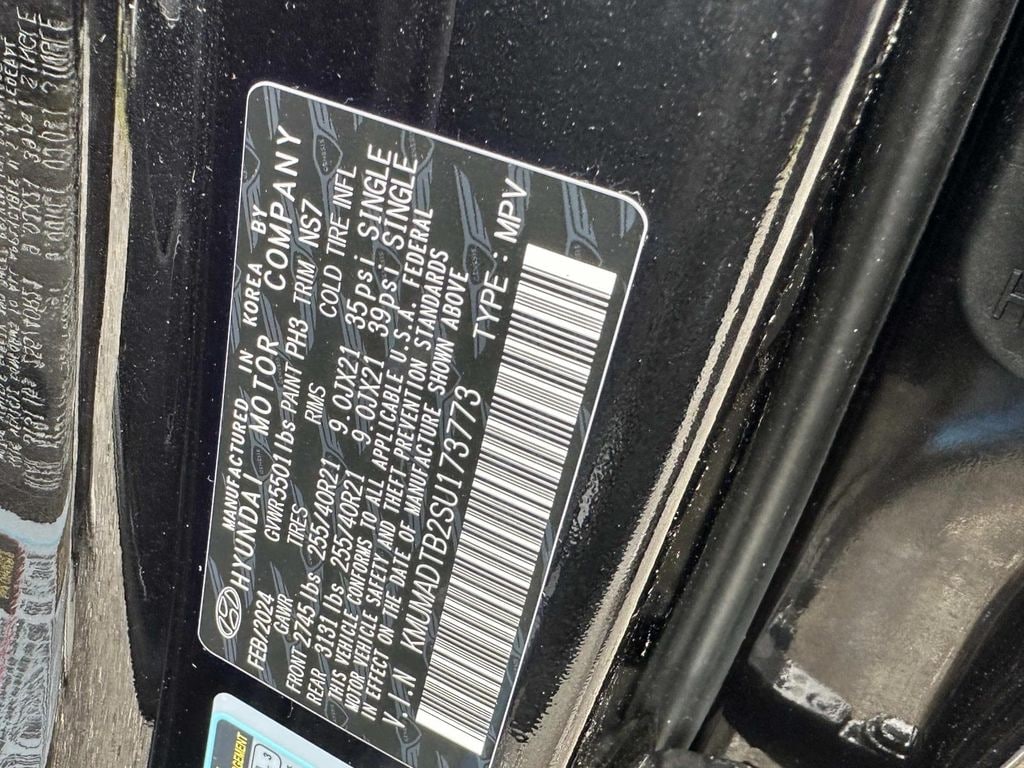 MANUFACTURED IN KOREA BY
HYUNDAI MOTOR COMPANY
FEB/2024 GVWR 5501 lbs PAINT PH3 TRIM NS7
GAWR TIRES RMS COLD TIRE INFL
FRONT 2745 lbs 255/40R21 9.0JX21 35psi SINGLE
REAR 3131 lbs 255/40R21 9.0JX21 39psi SINGLE
THIS VEHICLE CONFORMS TO ALL APPLICABLE U.S.A. FEDERAL
MOTOR VEHICLE SAFETY AND THEFT PREVENTION STANDARDS
IN EFFECT ON THE DATE OF MANUFACTURE SHOWN ABOVE
V.I.N KMUMADTB2SU173773 TYPE : MPV